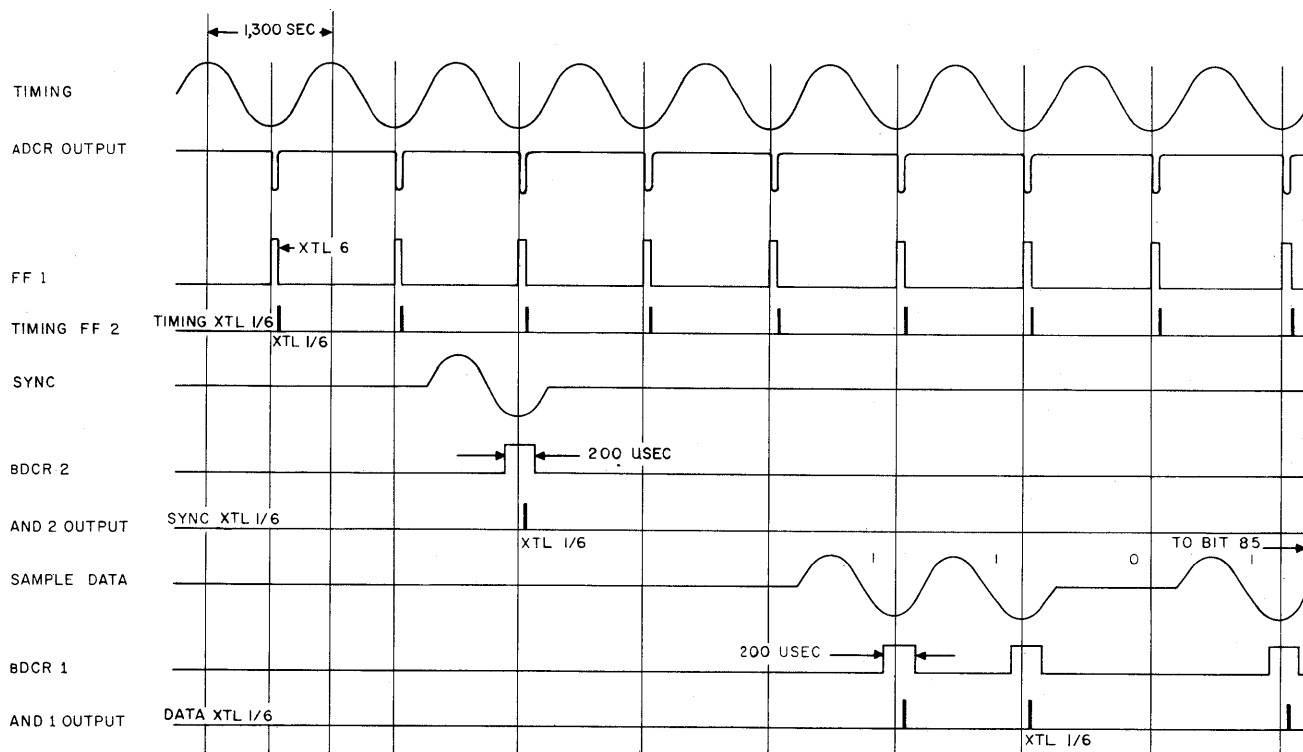 1,300 SEC
TIMING
ADCR OUTPUT
XTL 6
FF 1
TIMING FF 2
TIMING XTL 1/6
XTL 1/6
SYNC
BDCR 2
200 USEC
AND 2 OUTPUT
SYNC XTL 1/6
XTL 1/6
TO BIT 85
SAMPLE DATA
1 1 0 1
BDCR 1
200 USEC
AND 1 OUTPUT
DATA XTL 1/6
XTL 1/6